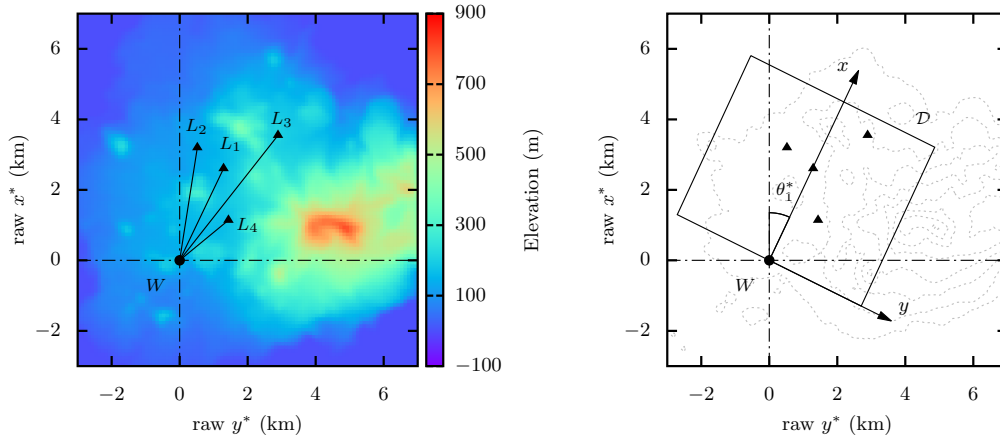 6
4
2
0
−2
−2
0
2
4
6
raw x* (km)
raw y* (km)
L₂
L₁
L₃
L₄
W
900
700
500
300
100
−100
Elevation (m)
6
4
2
0
−2
−2
0
2
4
6
raw x* (km)
raw y* (km)
x
𝒟
θ₁*
W
y